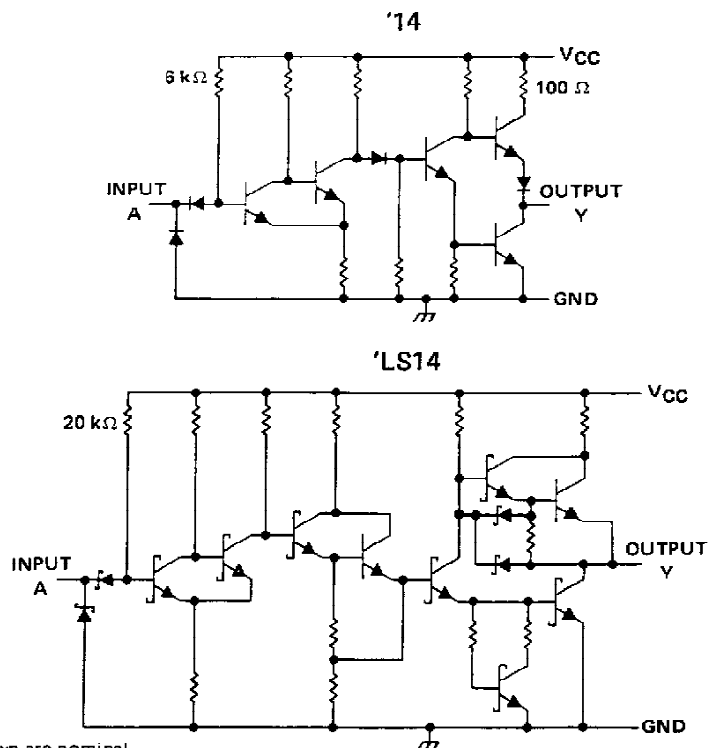 '14
VCC
6 kΩ
100 Ω
INPUT
A
OUTPUT
Y
GND
'LS14
VCC
20 kΩ
INPUT
A
OUTPUT
Y
GND
are nominal